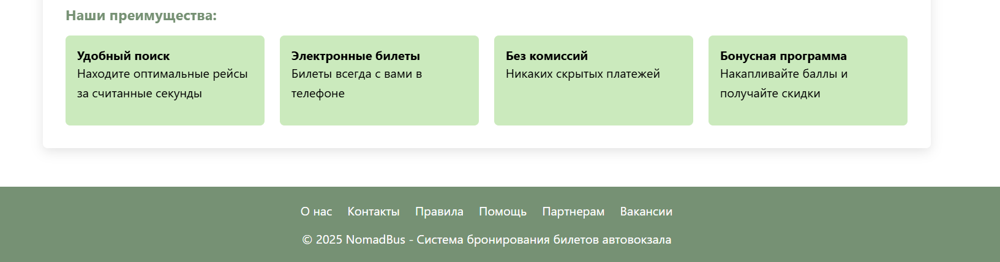 Наши преимущества:
Удобный поиск
Находите оптимальные рейсы
за считанные секунды
Электронные билеты
Билеты всегда с вами в
телефоне
Без комиссий
Никаких скрытых платежей
Бонусная программа
Накапливайте баллы и
получайте скидки
О нас Контакты Правила Помощь Партнерам Вакансии
© 2025 NomadBus - Система бронирования билетов автовокзала